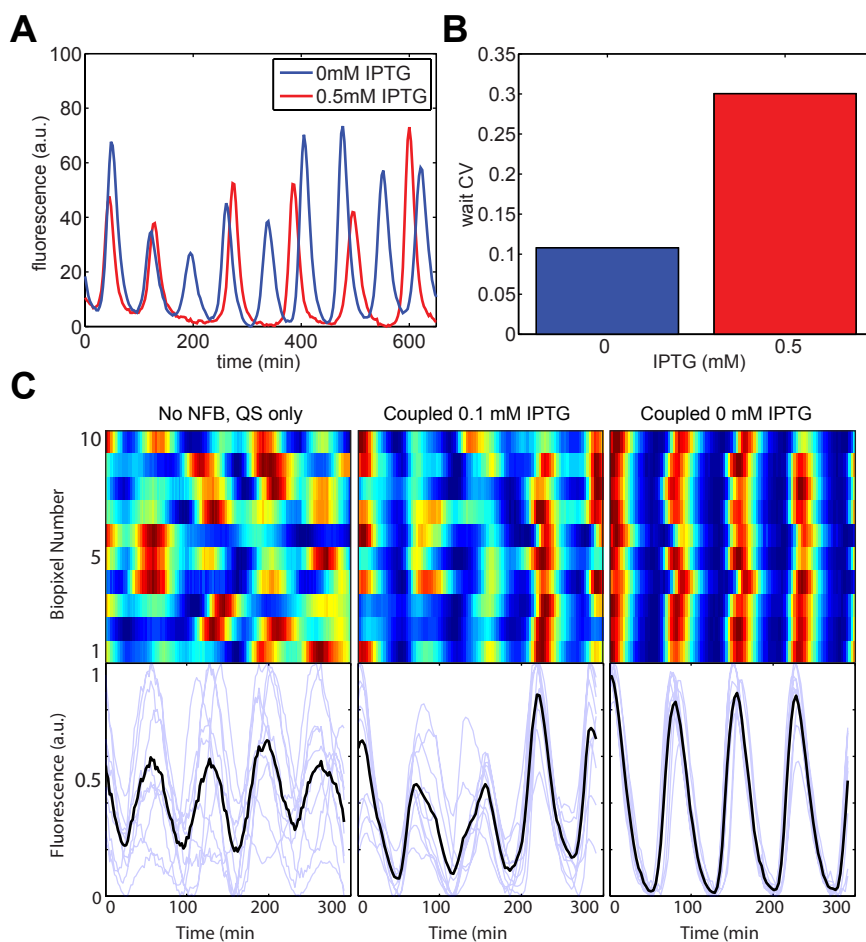 A
100
80
60
40
20
0
fluorescence (a.u.)
0mM IPTG
0.5mM IPTG
0
200
400
600
time (min)
B
0.35
0.3
0.25
0.2
0.15
0.1
0.05
0
wait CV
0
0.5
IPTG (mM)
C
No NFB, QS only
Coupled 0.1 mM IPTG
Coupled 0 mM IPTG
10
5
1
Biopixel Number
1
0.5
0
Fluorescence (a.u.)
0
100
200
300
0
100
200
300
0
100
200
300
Time (min
Time (min
Time (min